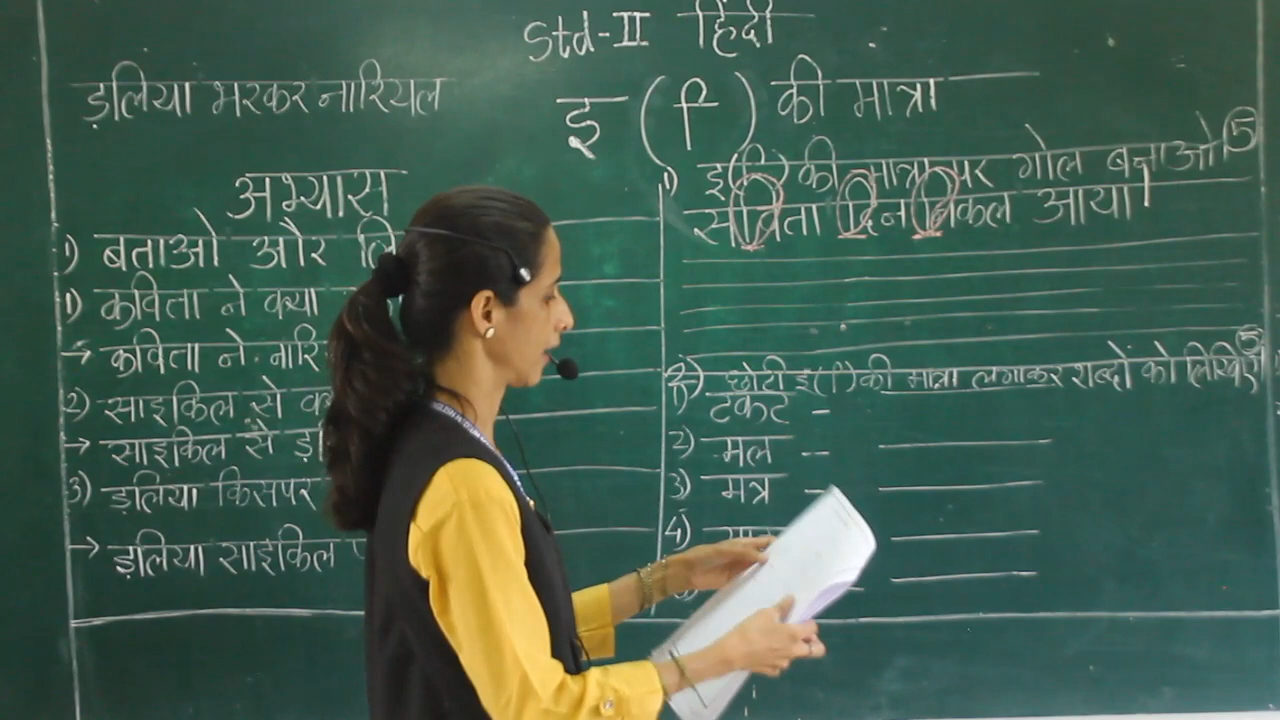 Std-II हिंदी
ड़लिया भरकर नारियल
इ ( ि ) की मात्रा
अभ्यास
1) बताओ और
1) कविता ने क्या
→ कविता ने
2) साइकिल से
→ साइकिल से
3) ड़लिया किसपर
→ ड़लिया साइकिल
1) इ(ि) की मात्रा पर गोल बनाओ 5
सविता दिन निकल आया।
2) छोटी इ(ि) की मात्रा लगाकर शब्दों को लिखिए। 5
1) टकट -
2) मल --
3) मत्र -
4)